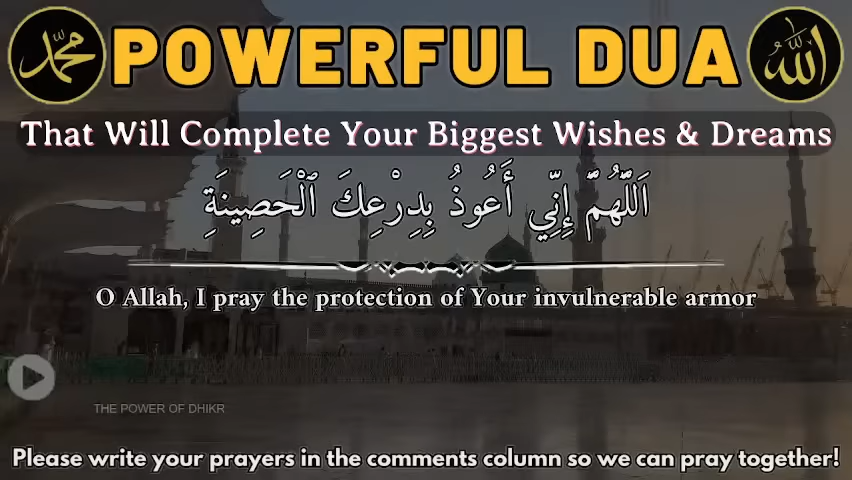 محمد
POWERFUL DUA
الله
That Will Complete Your Biggest Wishes & Dreams
اَللّٰهُمَّ إِنِّي أَعُوذُ بِدِرْعِكَ ٱلْحَصِينَةِ
O Allah, I pray the protection of Your invulnerable armor
THE POWER OF DHIKR
Please write your prayers in the comments column so we can pray together!